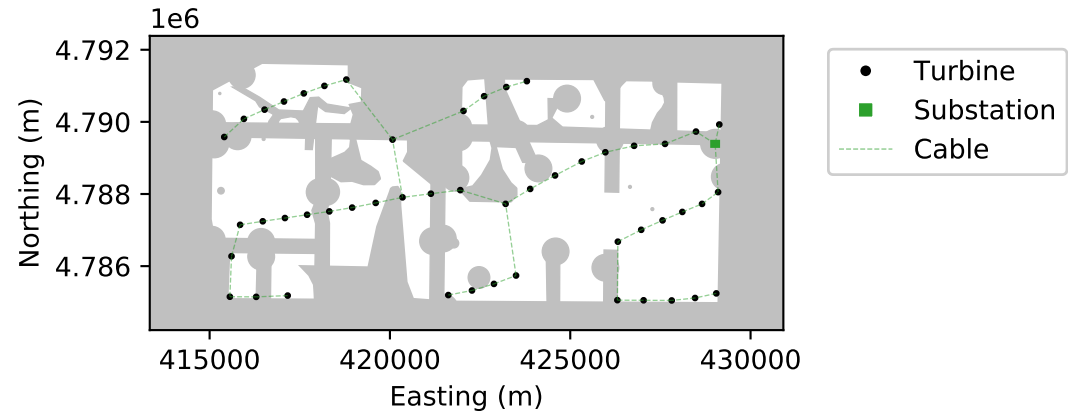 1e6
4.792
4.790
4.788
4.786
Northing (m)
415000 420000 425000 430000
Easting (m)
Turbine
Substation
Cable